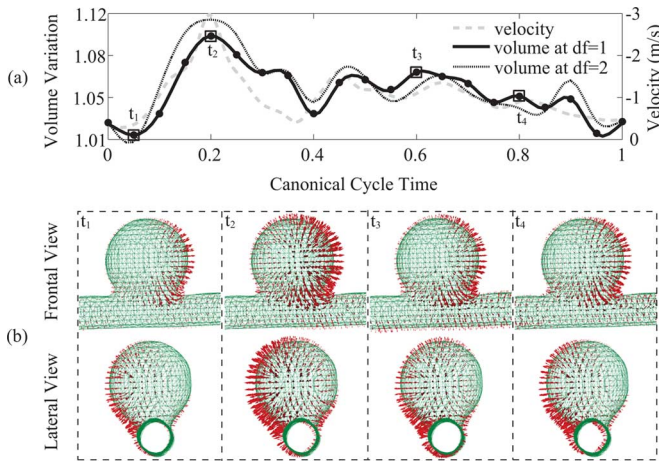 (a)
Volume Variation
1.12
1.08
1.05
1.01
t1
t2
t3
t4
velocity
volume at df=1
volume at df=2
-3
-2
-1
0
Velocity (m/s)
0 0.2 0.4 0.6 0.8 1
Canonical Cycle Time
(b)
Frontal View
t1 t2 t3 t4
Lateral View